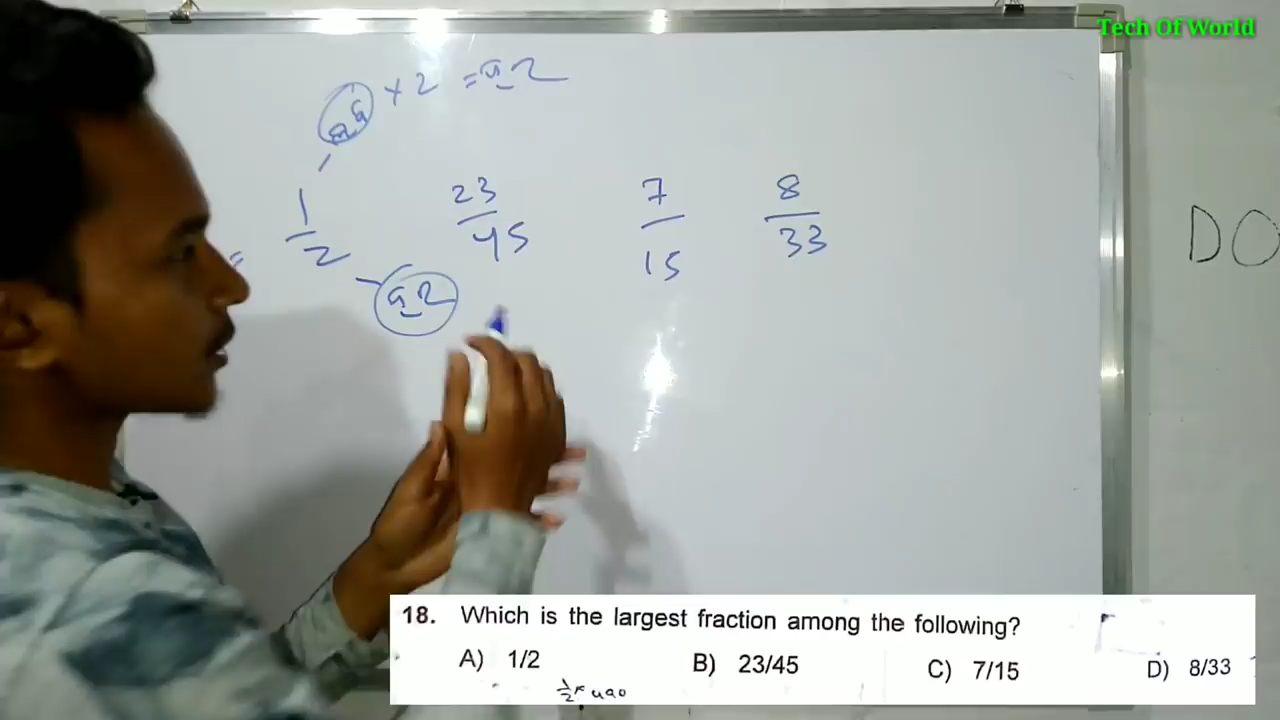 Tech Of World
× 2 =
= 1/2 23/45 7/15 8/33
DO
18. Which is the largest fraction among the following?
A) 1/2 B) 23/45 C) 7/15 D) 8/33